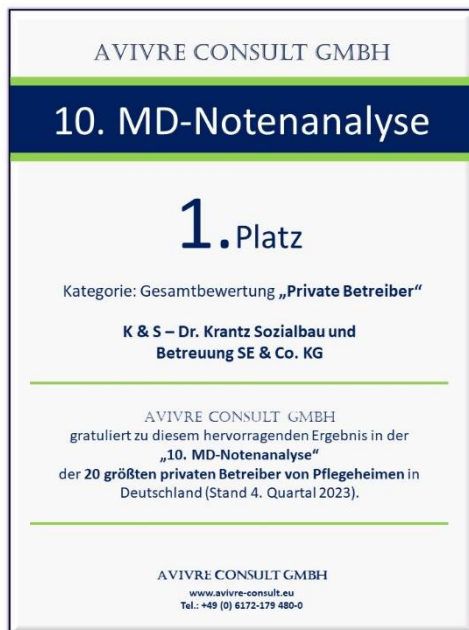 AVIVRE CONSULT GMBH
10. MD-Notenanalyse
1. Platz
Kategorie: Gesamtbewertung „Private Betreiber“
K & S – Dr. Krantz Sozialbau und
Betreuung SE & Co. KG
AVIVRE CONSULT GMBH
gratuliert zu diesem hervorragenden Ergebnis in der
„10. MD-Notenanalyse“
der 20 größten privaten Betreiber von Pflegeheimen in
Deutschland (Stand 4. Quartal 2023).
AVIVRE CONSULT GMBH
www.avivre-consult.eu
Tel.: +49 (0) 6172-179 480-0